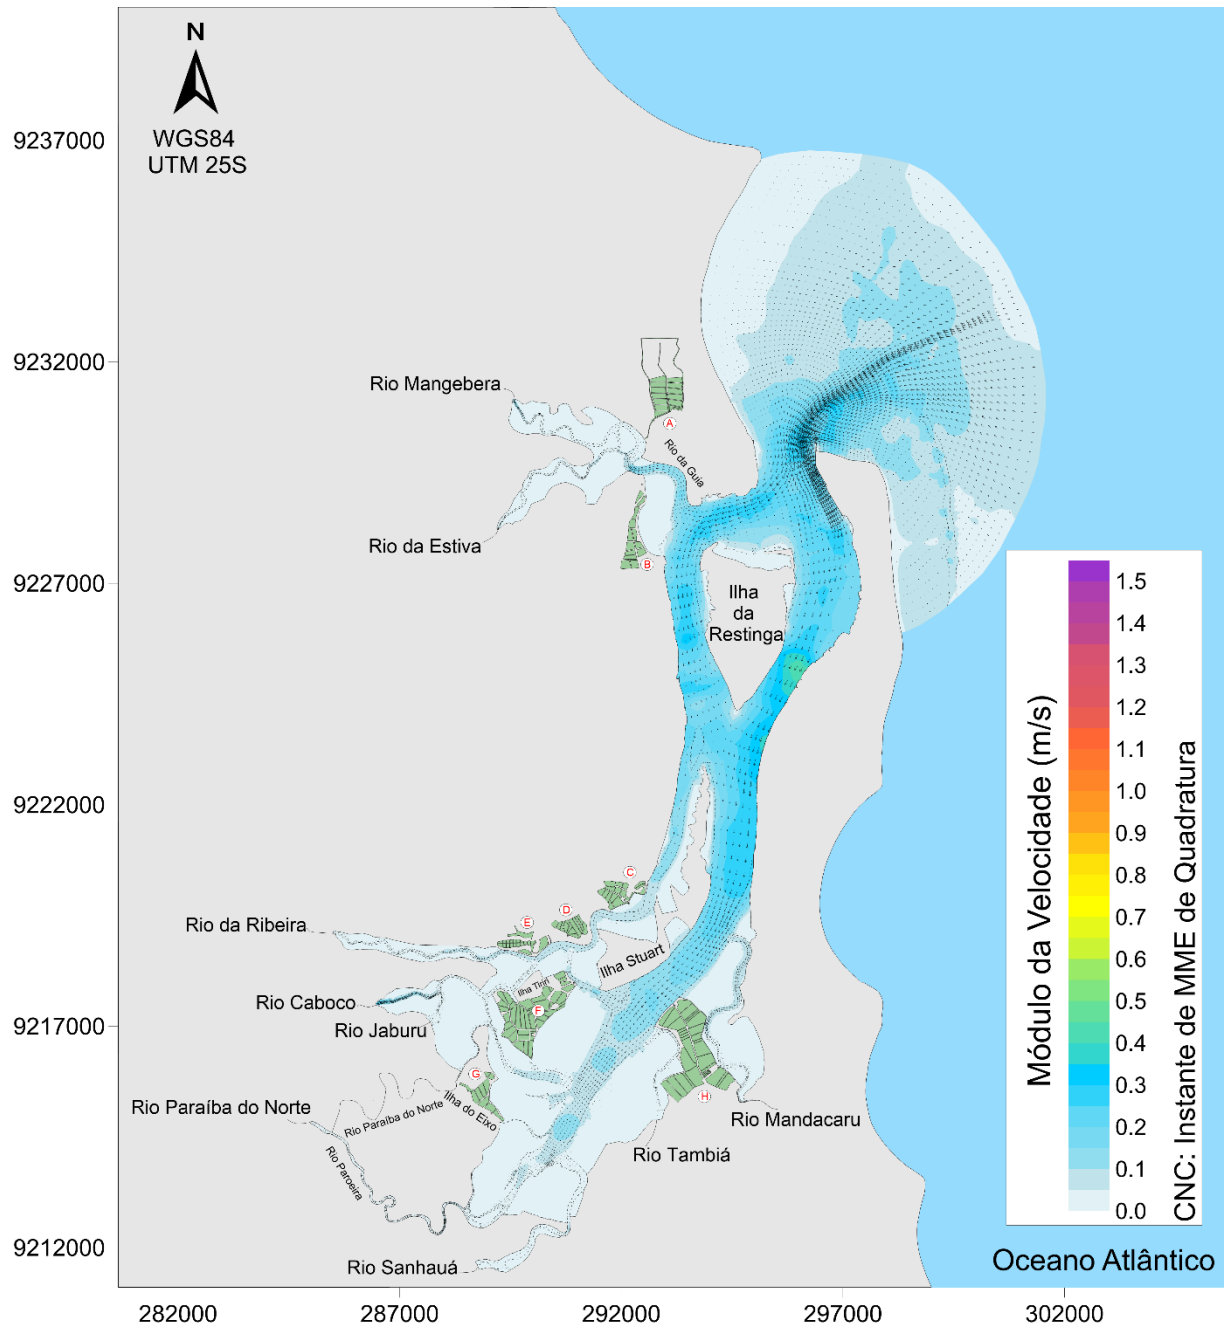 N
WGS84
UTM 25S
9237000
9232000
9227000
9222000
9217000
9212000
282000
287000
292000
297000
302000
Rio Mangebera
A
Rio da Guia
Rio da Estiva
B
Ilha
da
Restinga
C
D
E
Rio da Ribeira
Ilha Stuart
Ilha Tiriri
Rio Caboco
F
Rio Jaburu
G
Rio Paraíba do Norte
Rio Paraíba do Norte
Ilha do Eixo
H
Rio Mandacaru
Rio Tambiá
Rio Paroeira
Rio Sanhauá
Módulo da Velocidade (m/s)
1.5
1.4
1.3
1.2
1.1
1.0
0.9
0.8
0.7
0.6
0.5
0.4
0.3
0.2
0.1
0.0
CNC: Instante de MME de Quadratura
Oceano Atlântico